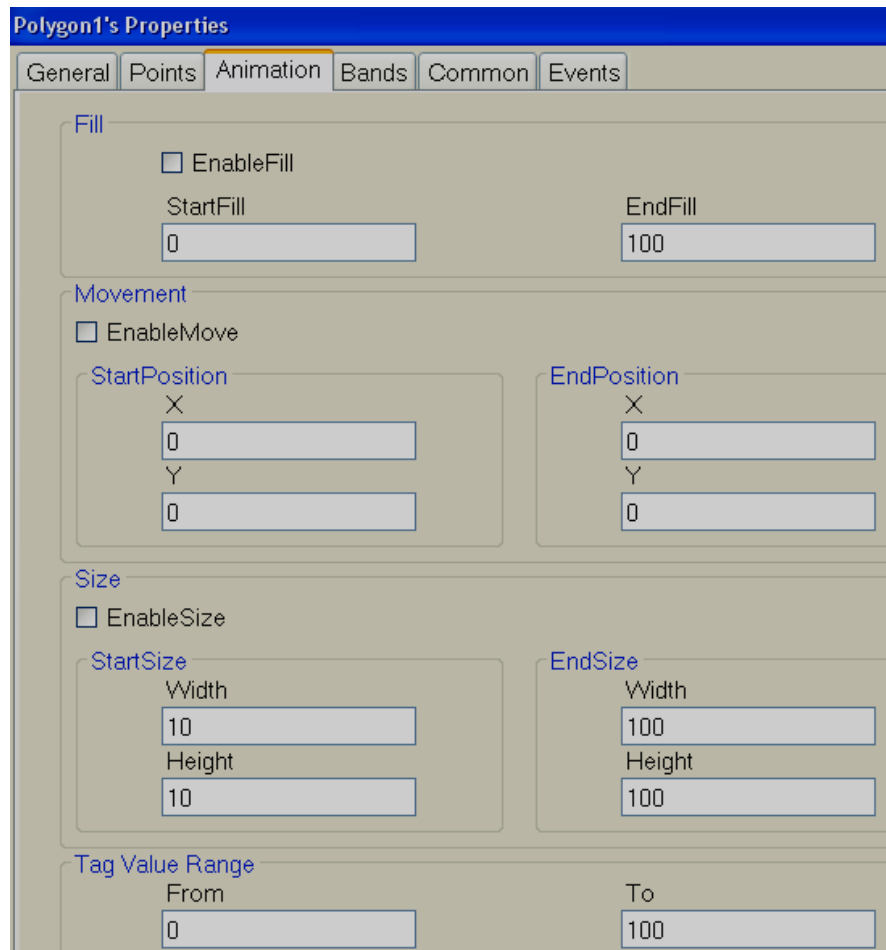 Polygon1's Properties
General Points Animation Bands Common Events
Fill
EnableFill
StartFill EndFill
0 100
Movement
EnableMove
StartPosition EndPosition
X X
0 0
Y Y
0 0
Size
EnableSize
StartSize EndSize
Width Width
10 100
Height Height
10 100
Tag Value Range
From To
0 100